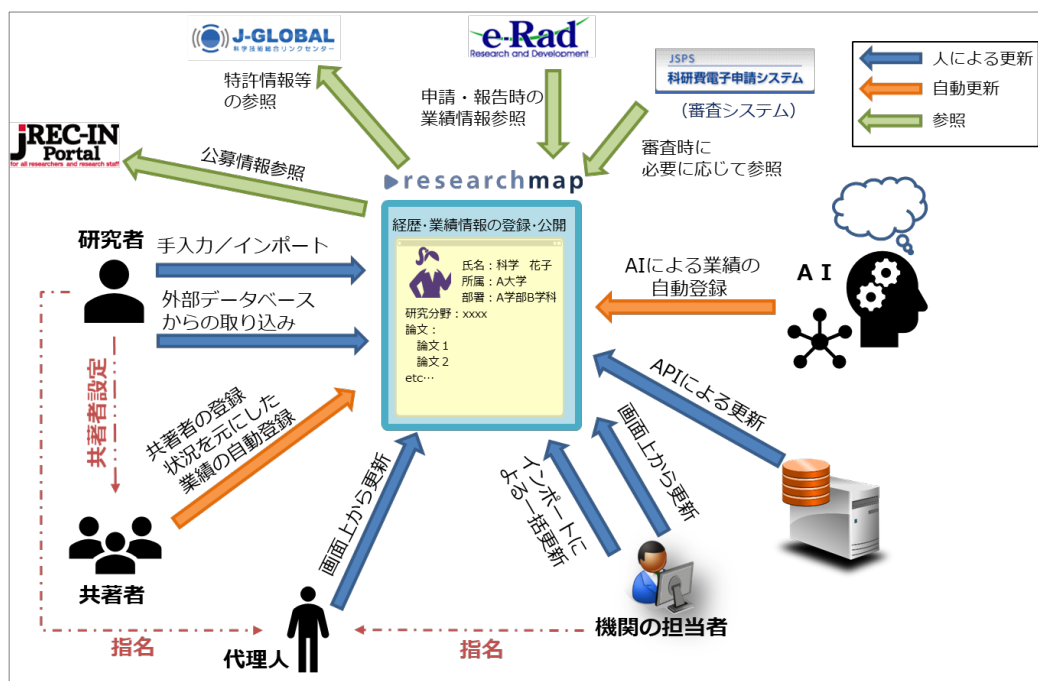 J-GLOBAL
科学技術総合リンクセンター
e-Rad
Research and Development
JSPS
科研費電子申請システム
(審査システム)
人による更新
自動更新
参照
特許情報等
の参照
申請・報告時の
業績情報参照
審査時に
必要に応じて参照
jREC-IN
Portal
for all researchers and research staff
公募情報参照
researchmap
経歴・業績情報の登録・公開
氏名：科学 花子
所属：A大学
部署：A学部B学科
研究分野：xxxx
論文：
論文１
論文２
etc…
研究者
手入力／インポート
外部データベース
からの取り込み
AIによる業績の
自動登録
AI
共著者設定
共著者の登録
状況を元にした
業績の自動登録
APIによる更新
画面上から更新
インポートに
よる一括更新
画面上から更新
共著者
指名
代理人
指名
機関の担当者